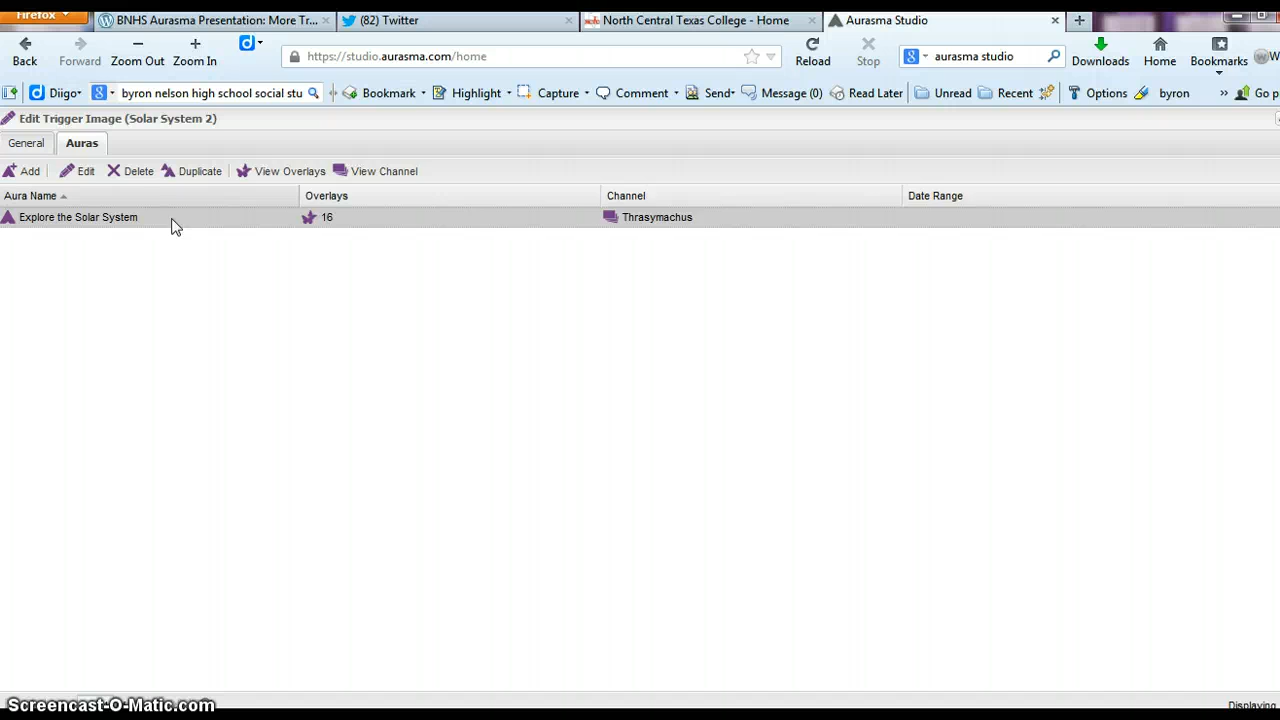 Firefox
BNHS Aurasma Presentation: More Tr... ×
(82) Twitter ×
North Central Texas College - Home ×
Aurasma Studio ×
Back Forward Zoom Out Zoom In https://studio.aurasma.com/home Reload Stop aurasma studio Downloads Home Bookmarks
Diigo byron nelson high school social stu Bookmark Highlight Capture Comment Send Message (0) Read Later Unread Recent Options byron » Go p
Edit Trigger Image (Solar System 2)
General Auras
Add Edit Delete Duplicate View Overlays View Channel
Aura Name Overlays Channel Date Range
Explore the Solar System 16 Thrasymachus
Screencast-O-Matic.com Displaying